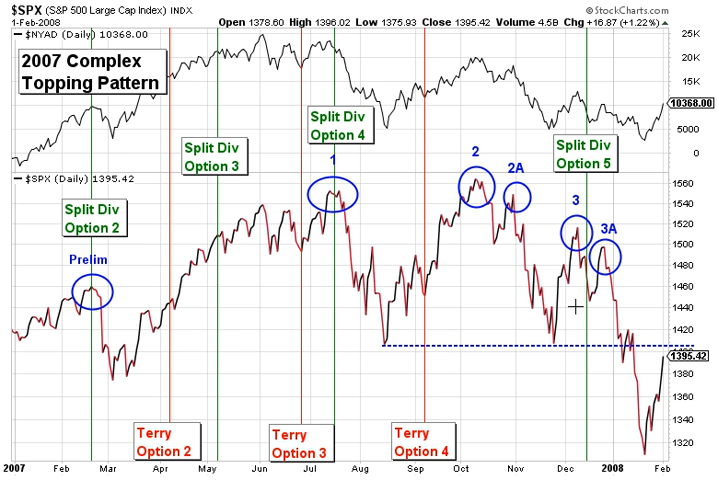 $SPX (S&P 500 Large Cap Index) INDX
© StockCharts.com
1-Feb-2008
Open 1378.60 High 1396.02 Low 1375.93 Close 1395.42 Volume 4.5B Chg +16.87 (+1.22%)
$NYAD (Daily) 10368.00
2007 Complex
Topping Pattern
25K
20K
15K
10368.00
5000
0
Split Div
Option 4
Split Div
Option 3
Split Div
Option 5
$SPX (Daily) 1395.42
Split Div
Option 2
Prelim
1
2
2A
3
3A
1560
1540
1520
1500
1480
1460
1440
1420
1400
1395.42
1380
1360
1340
1320
Terry
Option 2
Terry
Option 3
Terry
Option 4
2007 Feb Mar Apr May Jun Jul Aug Sep Oct Nov Dec 2008 Feb